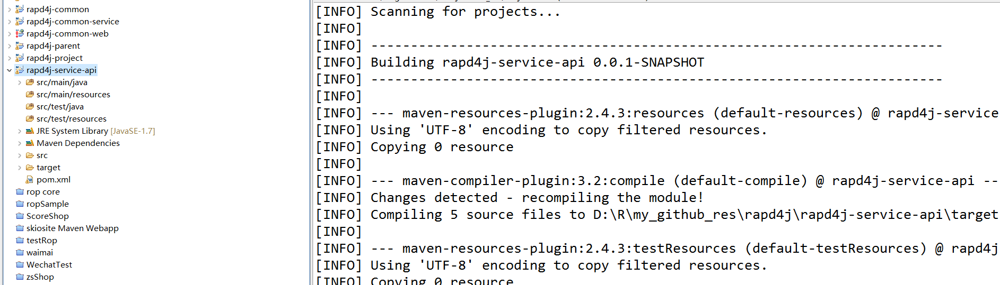 rapd4j-common
rapd4j-common-service
rapd4j-common-web
rapd4j-parent
rapd4j-project
rapd4j-service-api
src/main/java
src/main/resources
src/test/java
src/test/resources
JRE System Library [JavaSE-1.7]
Maven Dependencies
src
target
pom.xml
rop core
ropSample
ScoreShop
skiosite Maven Webapp
testRop
waimai
WechatTest
zsShop
[INFO] Scanning for projects...
[INFO]
[INFO] ------------------------------------------------------------------------
[INFO] Building rapd4j-service-api 0.0.1-SNAPSHOT
[INFO] ------------------------------------------------------------------------
[INFO]
[INFO] --- maven-resources-plugin:2.4.3:resources (default-resources) @ rapd4j-service
[INFO] Using 'UTF-8' encoding to copy filtered resources.
[INFO] Copying 0 resource
[INFO]
[INFO] --- maven-compiler-plugin:3.2:compile (default-compile) @ rapd4j-service-api --
[INFO] Changes detected - recompiling the module!
[INFO] Compiling 5 source files to D:\R\my_github_res\rapd4j\rapd4j-service-api\target
[INFO]
[INFO] --- maven-resources-plugin:2.4.3:testResources (default-testResources) @ rapd4j
[INFO] Using 'UTF-8' encoding to copy filtered resources.
[INFO] Copying 0 resource